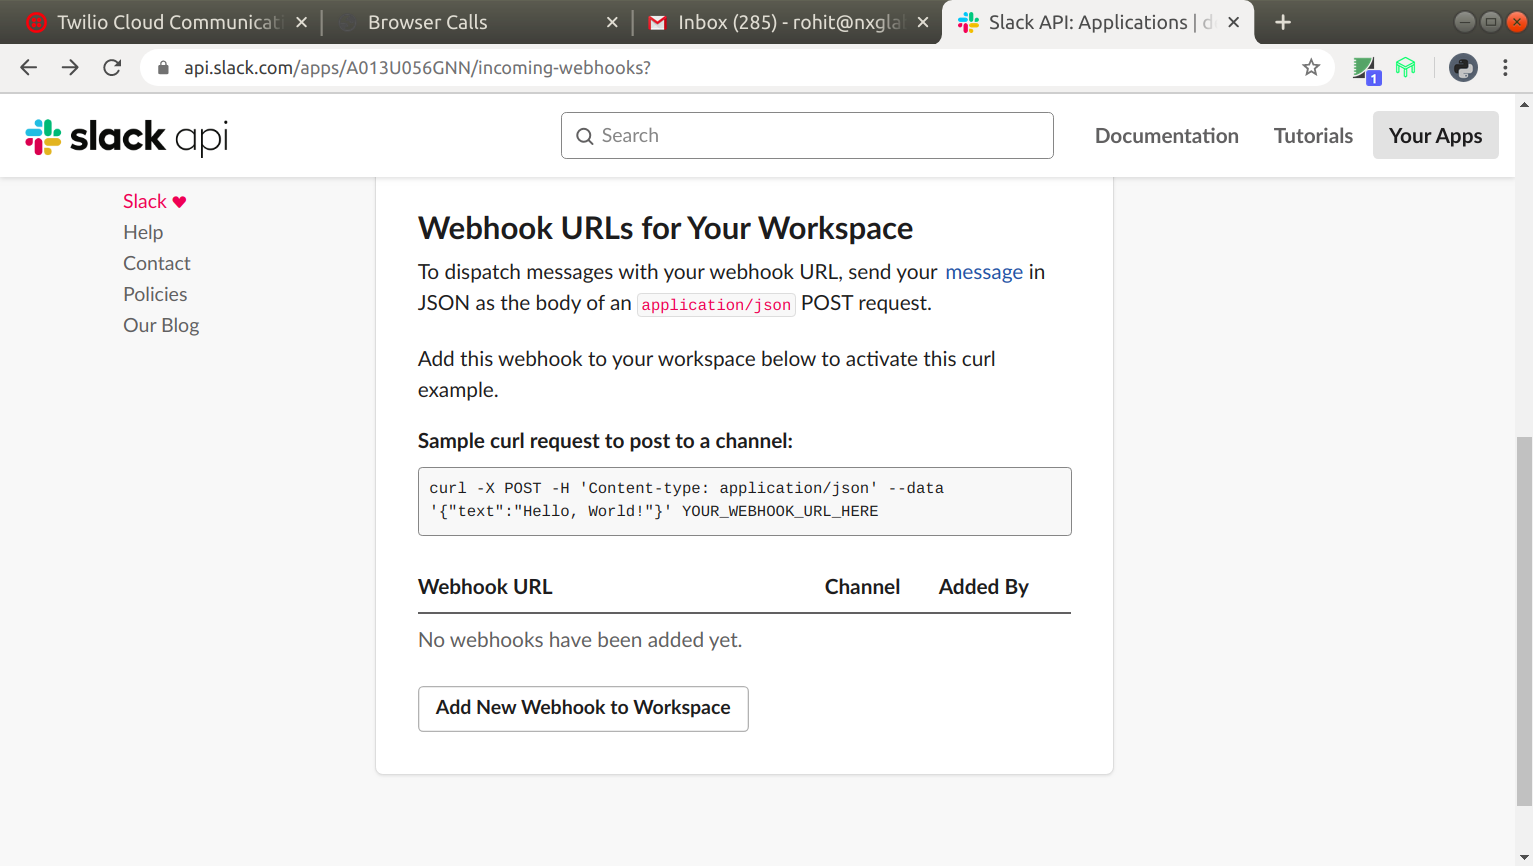 Twilio Cloud Communicati
Browser Calls
Inbox (285) - rohit@nxgla
Slack API: Applications | d
api.slack.com/apps/A013U056GNN/incoming-webhooks?
1
slack api
Search
Documentation
Tutorials
Your Apps
Slack
Help
Contact
Policies
Our Blog
Webhook URLs for Your Workspace
To dispatch messages with your webhook URL, send your message in
JSON as the body of an application/json POST request.
Add this webhook to your workspace below to activate this curl
example.
Sample curl request to post to a channel:
curl -X POST -H 'Content-type: application/json' --data
'{"text":"Hello, World!"}' YOUR_WEBHOOK_URL_HERE
Webhook URL Channel Added By
No webhooks have been added yet.
Add New Webhook to Workspace